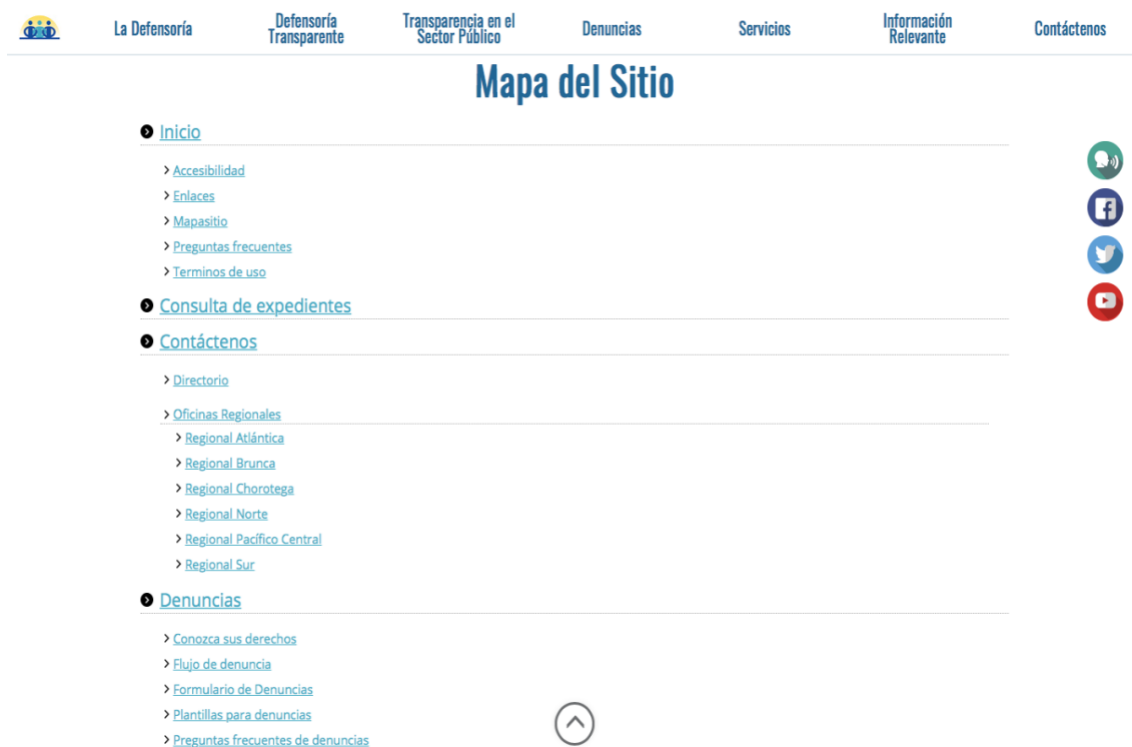 La Defensoría
Defensoría
Transparente
Transparencia en el
Sector Público
Denuncias
Servicios
Información
Relevante
Contáctenos
Mapa del Sitio
Inicio
Accesibilidad
Enlaces
Mapasitio
Preguntas frecuentes
Terminos de uso
Consulta de expedientes
Contáctenos
Directorio
Oficinas Regionales
Regional Atlántica
Regional Brunca
Regional Chorotega
Regional Norte
Regional Pacífico Central
Regional Sur
Denuncias
Conozca sus derechos
Flujo de denuncia
Formulario de Denuncias
Plantillas para denuncias
Preguntas frecuentes de denuncias